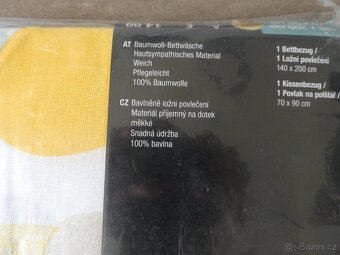 AT Baumwoll-Bettwäsche
Hautsympathisches Material
Weich
Pflegeleicht
100% Baumwolle
CZ Bavlněné ložní povlečení
Materiál příjemný na dotek
měkké
Snadná údržba
100% bavlna
1 Bettbezug /
1 Ložní povlečení
140 x 200 cm
1 Kissenbezug /
1 Povlak na polštář /
70 x 90 cm
Sbazar.cz